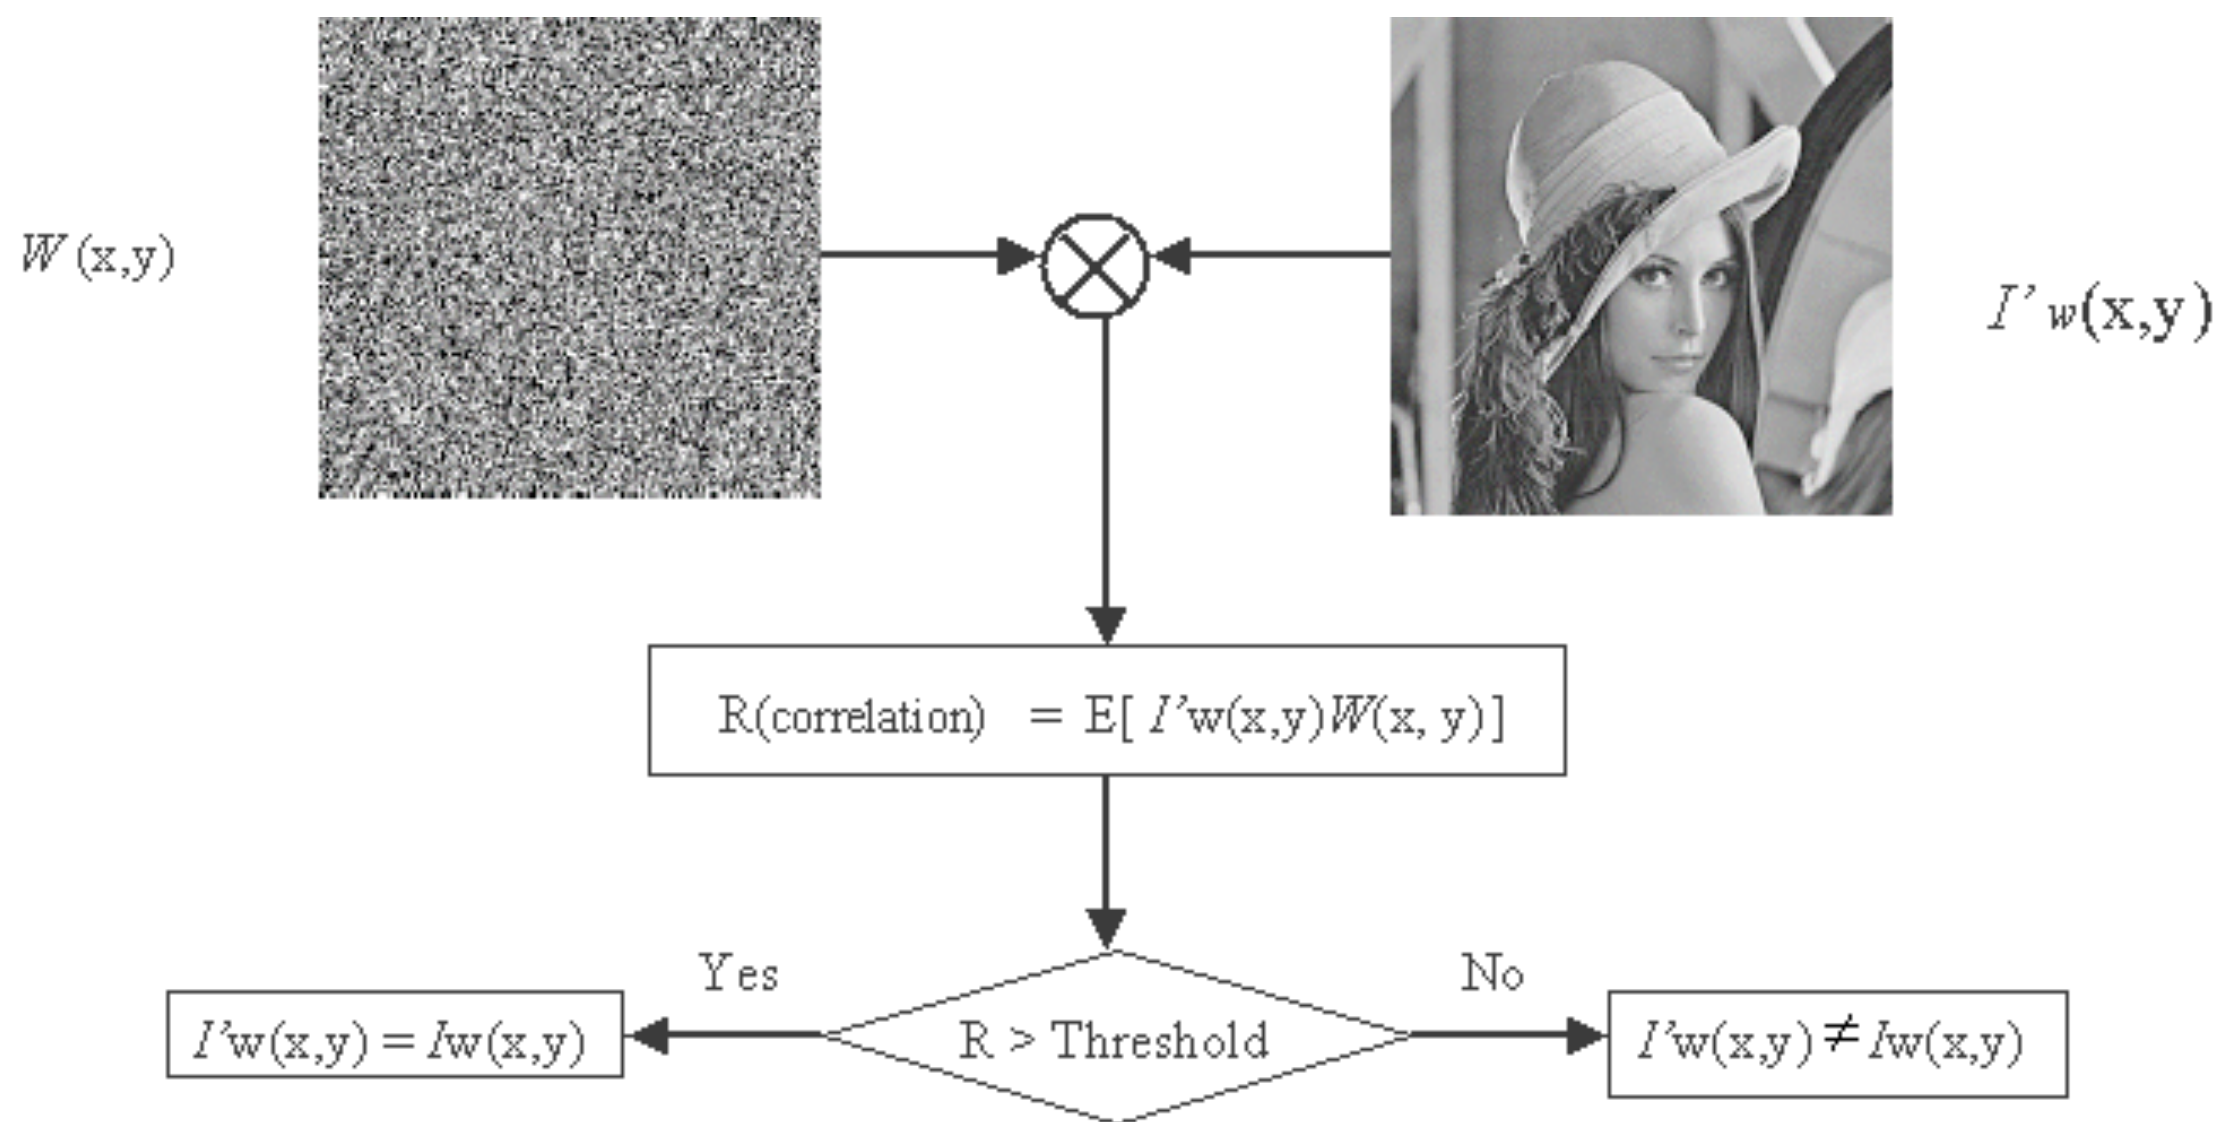 W (x,y)
I’ w(x,y)
R(correlation) = E[ I’w(x,y)W(x, y)]
Yes
No
I’w(x,y) = Iw(x,y)
R > Threshold
I’w(x,y) ≠ Iw(x,y)